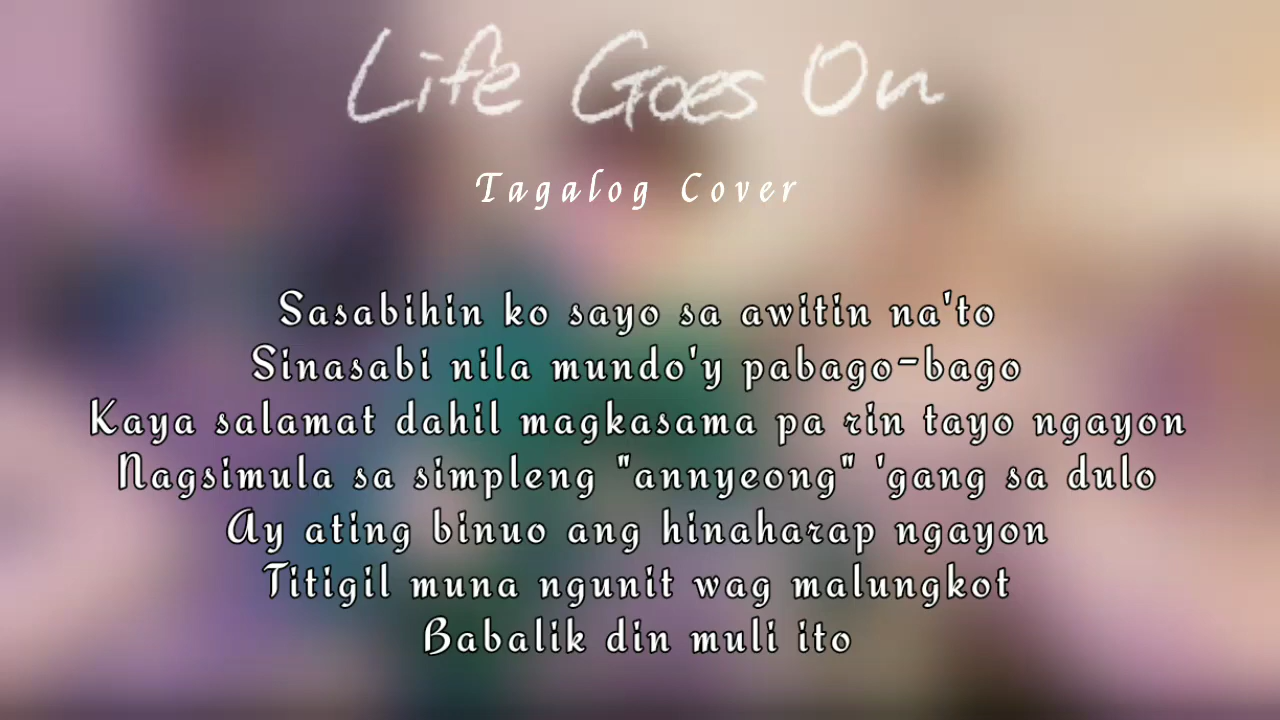 Life Goes On
Tagalog Cover
Sasabihin ko sayo sa awitin na'to
Sinasabi nila mundo'y pabago-bago
Kaya salamat dahil magkasama pa rin tayo ngayon
Nagsimula sa simpleng "annyeong" 'gang sa dulo
Ay ating binuo ang hinaharap ngayon
Titigil muna ngunit wag malungkot
Babalik din muli ito